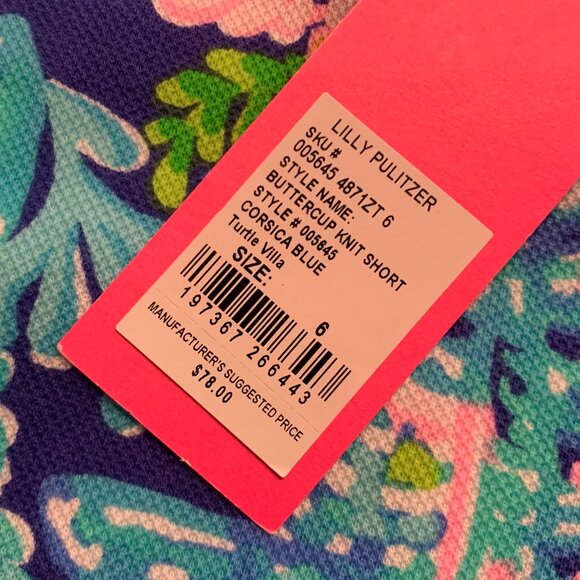 LILLY PULITZER
SKU #
005645 4871ZT 6
STYLE NAME:
BUTTERCUP KNIT SHORT
STYLE # 005645
CORSICA BLUE
Turtle Villa
SIZE:
6
197367 266443
MANUFACTURER'S SUGGESTED PRICE
$78.00